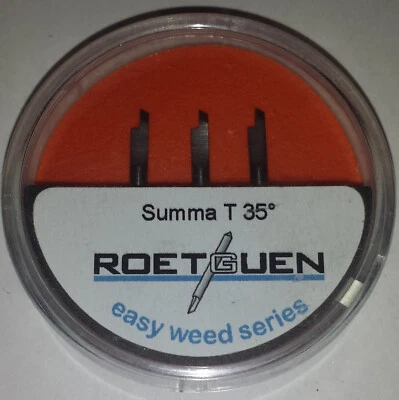 Summa T 35°
ROETGUEN
easy weed series